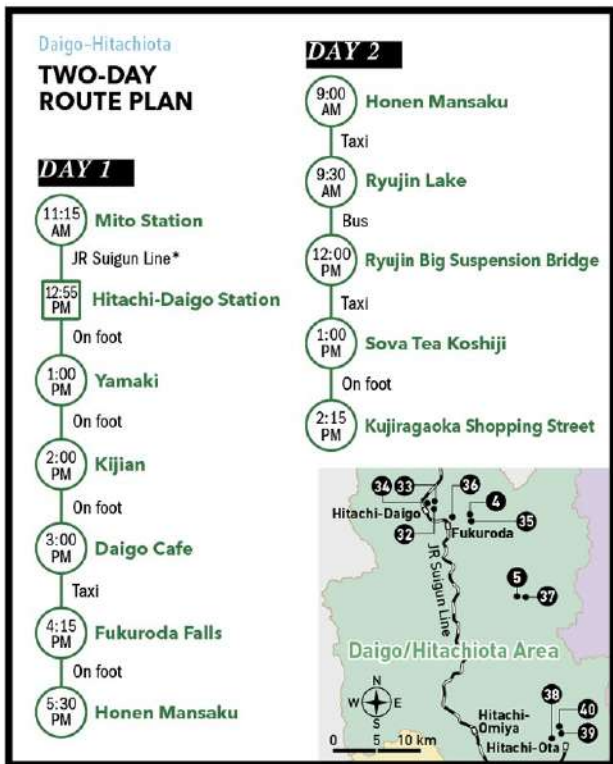 Daigo–Hitachiota
TWO-DAY
ROUTE PLAN
DAY 1
11:15
AM
Mito Station
JR Suigun Line*
12:55
PM
Hitachi-Daigo Station
On foot
1:00
PM
Yamaki
On foot
2:00
PM
Kijian
On foot
3:00
PM
Daigo Cafe
Taxi
4:15
PM
Fukuroda Falls
On foot
5:30
PM
Honen Mansaku
DAY 2
9:00
AM
Honen Mansaku
Taxi
9:30
AM
Ryujin Lake
Bus
12:00
PM
Ryujin Big Suspension Bridge
Taxi
1:00
PM
Sova Tea Koshiji
On foot
2:15
PM
Kujiragaoka Shopping Street
34 33 36 4
Hitachi-Daigo
32
Fukuroda
35
JR Suigun Line
5 37
Daigo/Hitachiota Area
N
W E
S
0 5 10 km
Hitachi-
Omiya
38
40
39
Hitachi-Ota